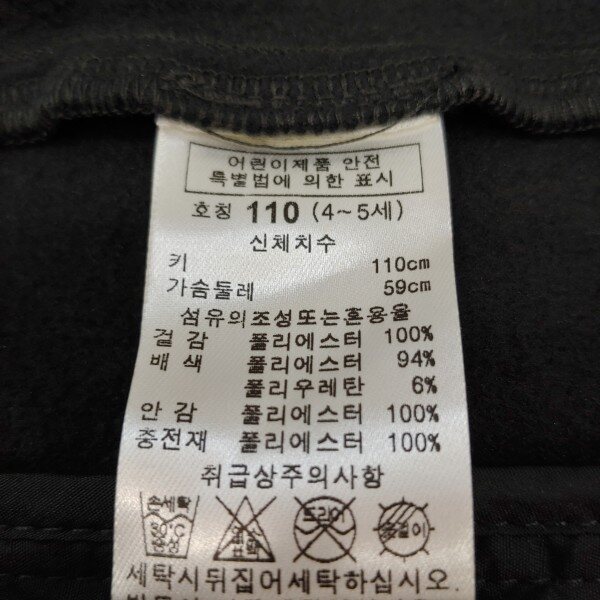 어린이제품 안전
특별법에 의한 표시
호칭 110 (4~5세)
신체치수
키 110cm
가슴둘레 59cm
섬유의조성또는혼용율
겉 감 폴리에스터 100%
배 색 폴리에스터 94%
폴리우레탄 6%
안 감 폴리에스터 100%
충전재 폴리에스터 100%
취급상주의사항
손세탁 드라이 옷걸이
세탁시뒤집어세탁하십시오.